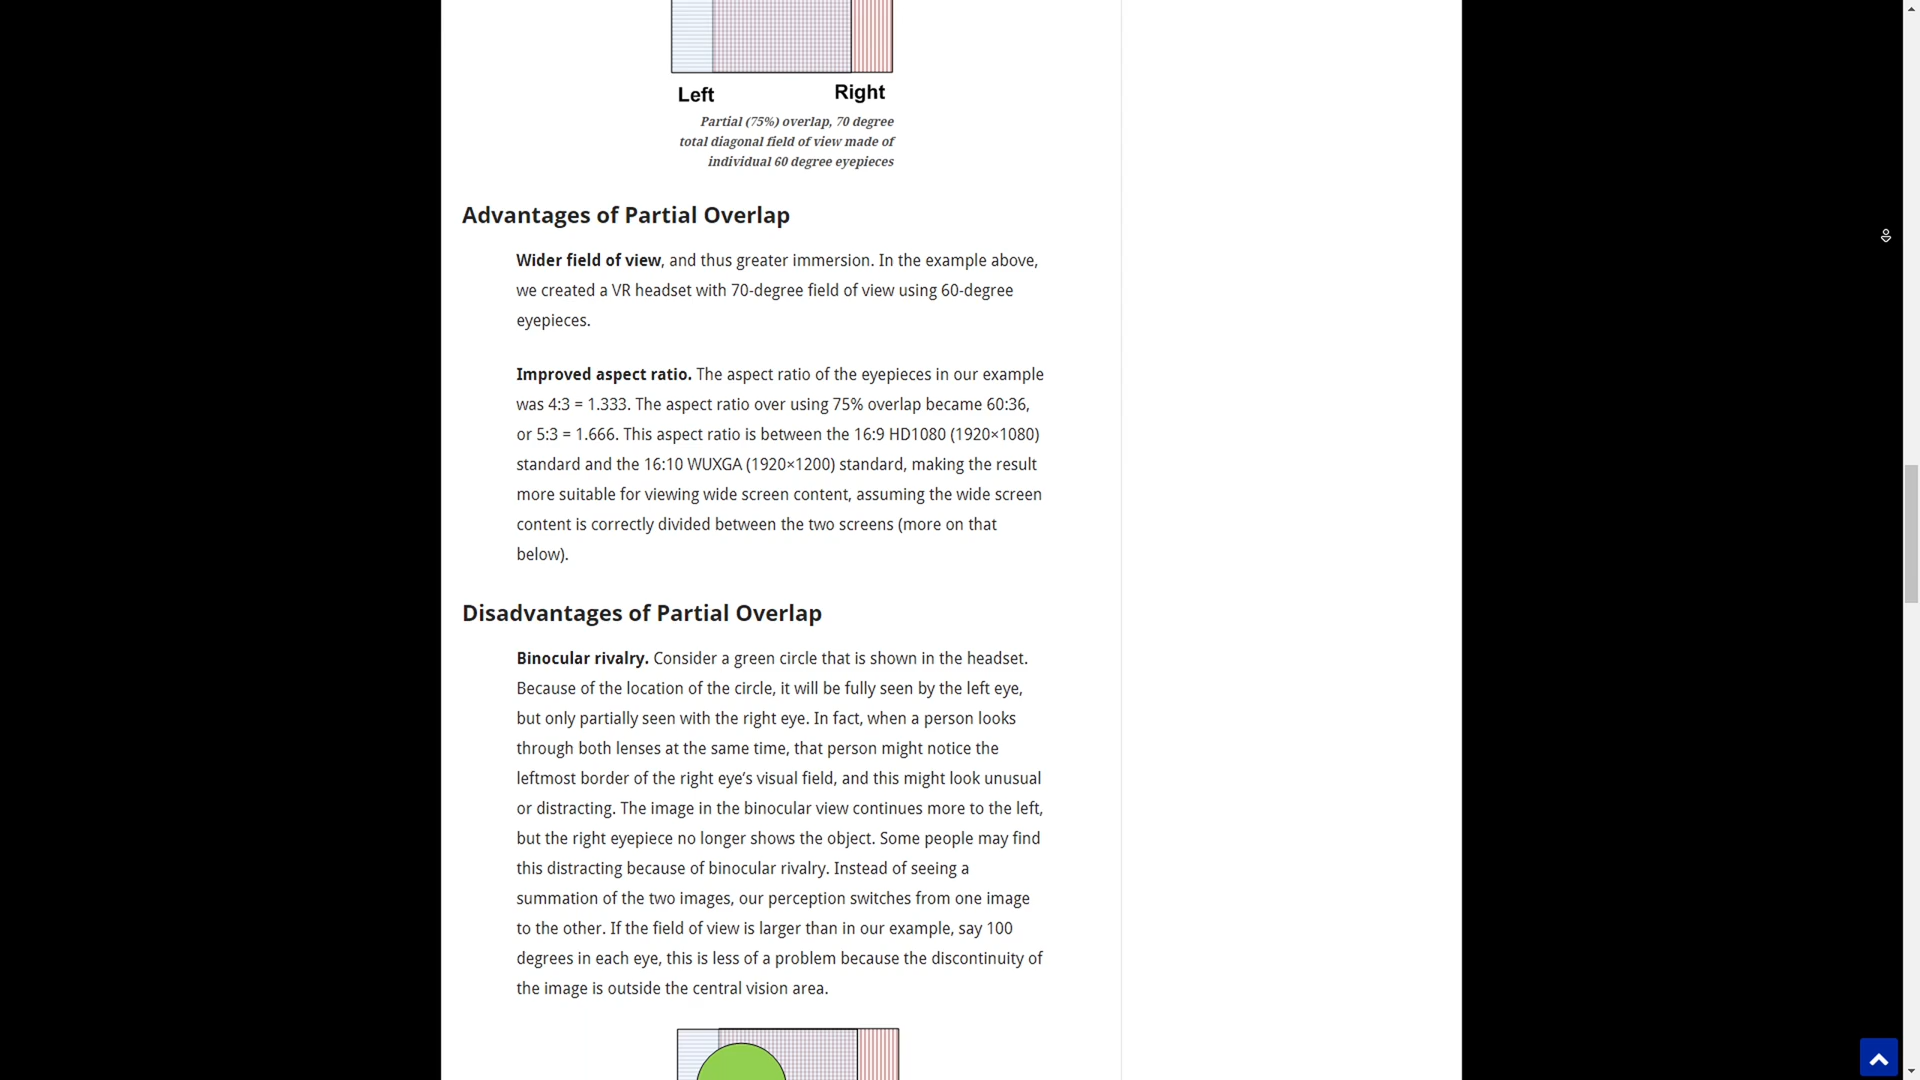 Left
Right
Partial (75%) overlap, 70 degree
total diagonal field of view made of
individual 60 degree eyepieces
Advantages of Partial Overlap
Wider field of view, and thus greater immersion. In the example above,
we created a VR headset with 70-degree field of view using 60-degree
eyepieces.
Improved aspect ratio. The aspect ratio of the eyepieces in our example
was 4:3 = 1.333. The aspect ratio over using 75% overlap became 60:36,
or 5:3 = 1.666. This aspect ratio is between the 16:9 HD1080 (1920×1080)
standard and the 16:10 WUXGA (1920×1200) standard, making the result
more suitable for viewing wide screen content, assuming the wide screen
content is correctly divided between the two screens (more on that
below).
Disadvantages of Partial Overlap
Binocular rivalry. Consider a green circle that is shown in the headset.
Because of the location of the circle, it will be fully seen by the left eye,
but only partially seen with the right eye. In fact, when a person looks
through both lenses at the same time, that person might notice the
leftmost border of the right eye’s visual field, and this might look unusual
or distracting. The image in the binocular view continues more to the left,
but the right eyepiece no longer shows the object. Some people may find
this distracting because of binocular rivalry. Instead of seeing a
summation of the two images, our perception switches from one image
to the other. If the field of view is larger than in our example, say 100
degrees in each eye, this is less of a problem because the discontinuity of
the image is outside the central vision area.